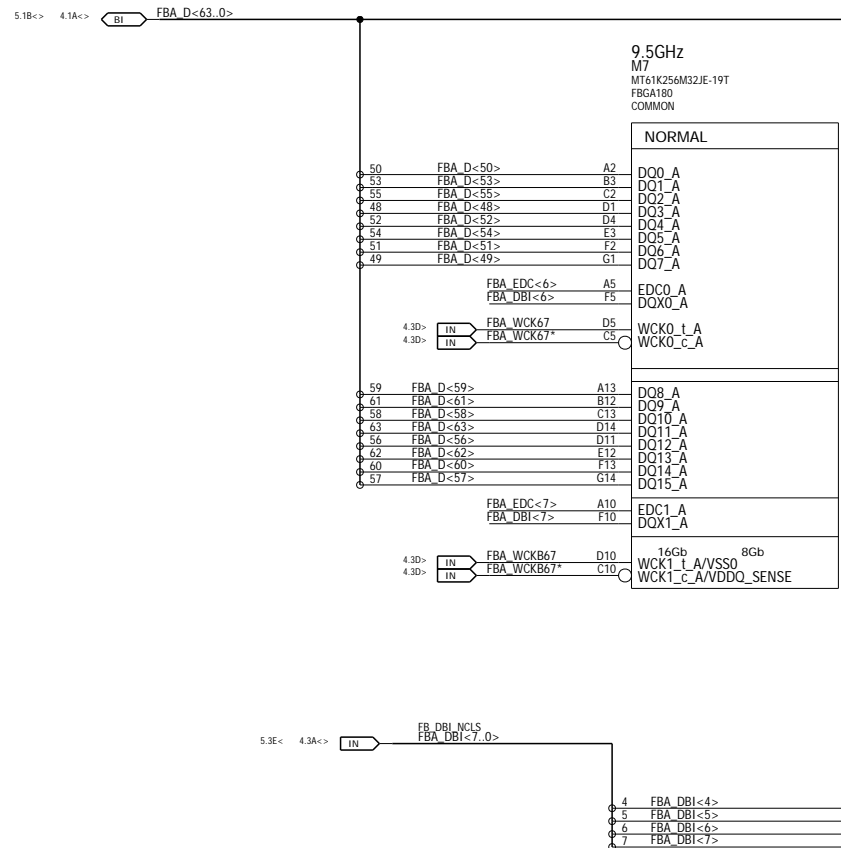 5.1B<> 4.1A<> BI FBA_D<63..0>
9.5GHz
M7
MT61K256M32JE-19T
FBGA180
COMMON
NORMAL
50 FBA_D<50> A2 DQ0_A
53 FBA_D<53> B3 DQ1_A
55 FBA_D<55> C2 DQ2_A
48 FBA_D<48> D1 DQ3_A
52 FBA_D<52> D4 DQ4_A
54 FBA_D<54> E3 DQ5_A
51 FBA_D<51> F2 DQ6_A
49 FBA_D<49> G1 DQ7_A
FBA_EDC<6> A5 EDC0_A
FBA_DBI<6> F5 DQX0_A
4.3D> IN FBA_WCK67 D5 WCK0_t_A
4.3D> IN FBA_WCK67* C5 WCK0_c_A
59 FBA_D<59> A13 DQ8_A
61 FBA_D<61> B12 DQ9_A
58 FBA_D<58> C13 DQ10_A
63 FBA_D<63> D14 DQ11_A
56 FBA_D<56> D11 DQ12_A
62 FBA_D<62> E12 DQ13_A
60 FBA_D<60> F13 DQ14_A
57 FBA_D<57> G14 DQ15_A
FBA_EDC<7> A10 EDC1_A
FBA_DBI<7> F10 DQX1_A
16Gb 8Gb
4.3D> IN FBA_WCKB67 D10 WCK1_t_A/VSS0
4.3D> IN FBA_WCKB67* C10 WCK1_c_A/VDDQ_SENSE
FB_DBI_NCLS
5.3E< 4.3A<> IN FBA_DBI<7..0>
4 FBA_DBI<4>
5 FBA_DBI<5>
6 FBA_DBI<6>
7 FBA_DBI<7>